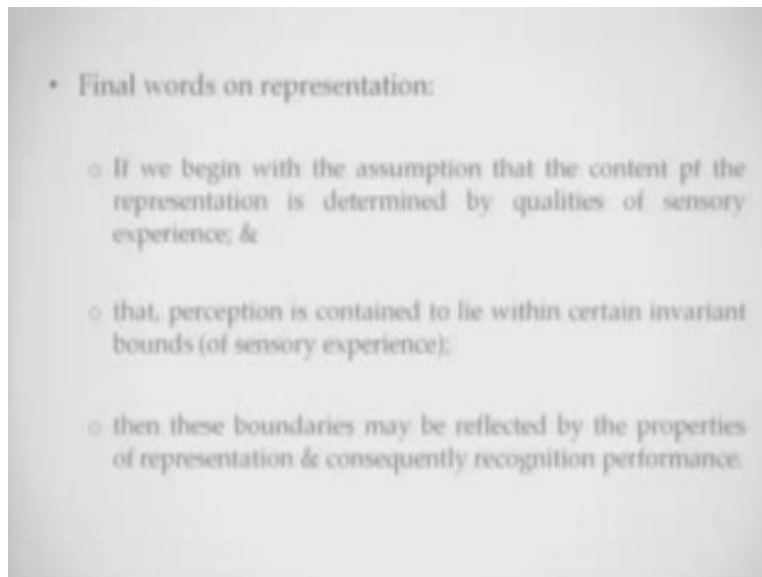 • Final words on representation:
o If we begin with the assumption that the content pf the
representation is determined by qualities of sensory
experience; &
o that, perception is contained to lie within certain invariant
bounds (of sensory experience);
o then these boundaries may be reflected by the properties
of representation & consequently recognition performance.